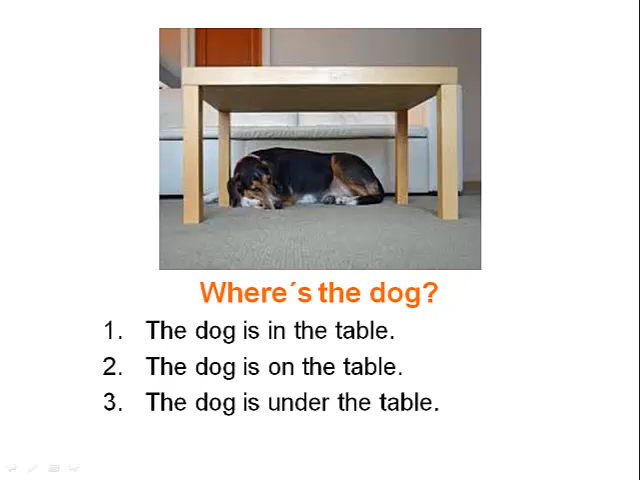 Where´s the dog?
1. The dog is in the table.
2. The dog is on the table.
3. The dog is under the table.